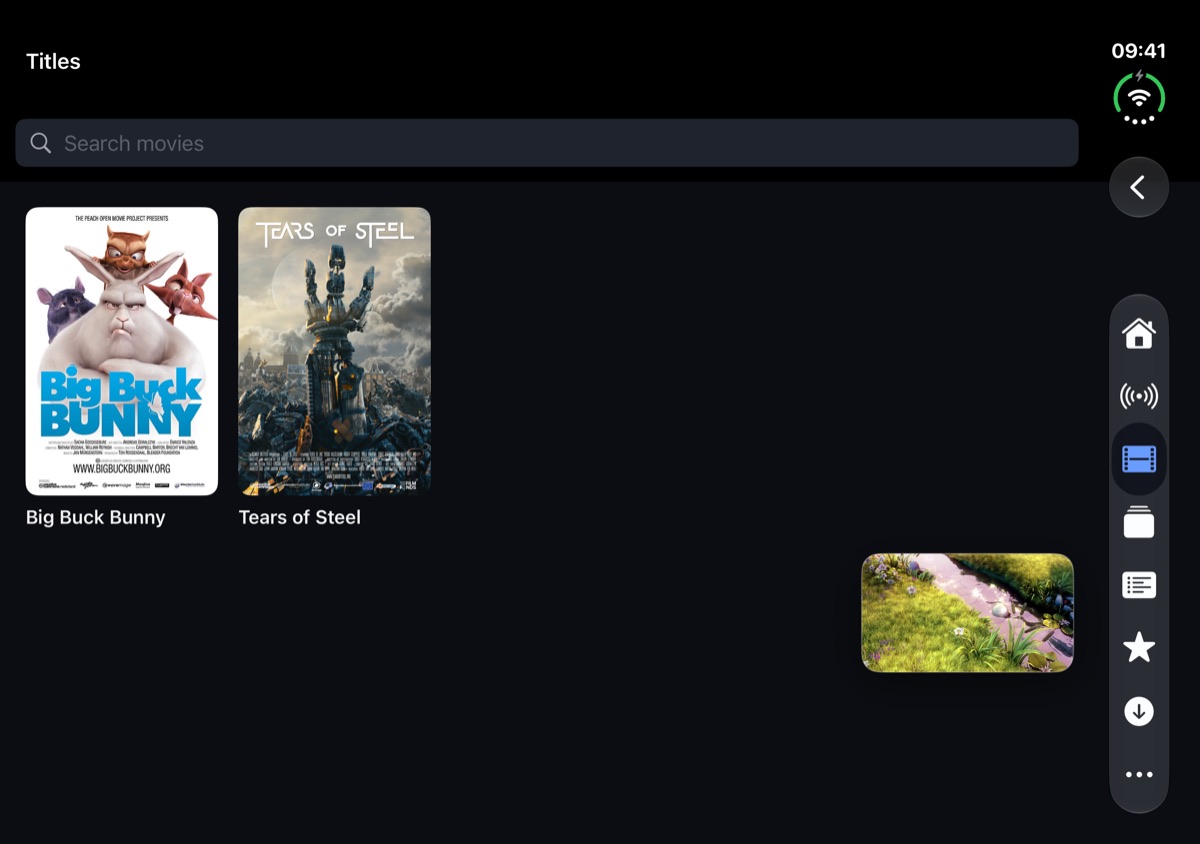 Titles
09:41
Search movies
THE PEACH OPEN MOVIE PROJECT PRESENTS
Big Buck
BUNNY
WWW.BIGBUCKBUNNY.ORG
TEARS OF STEEL
Big Buck Bunny
Tears of Steel